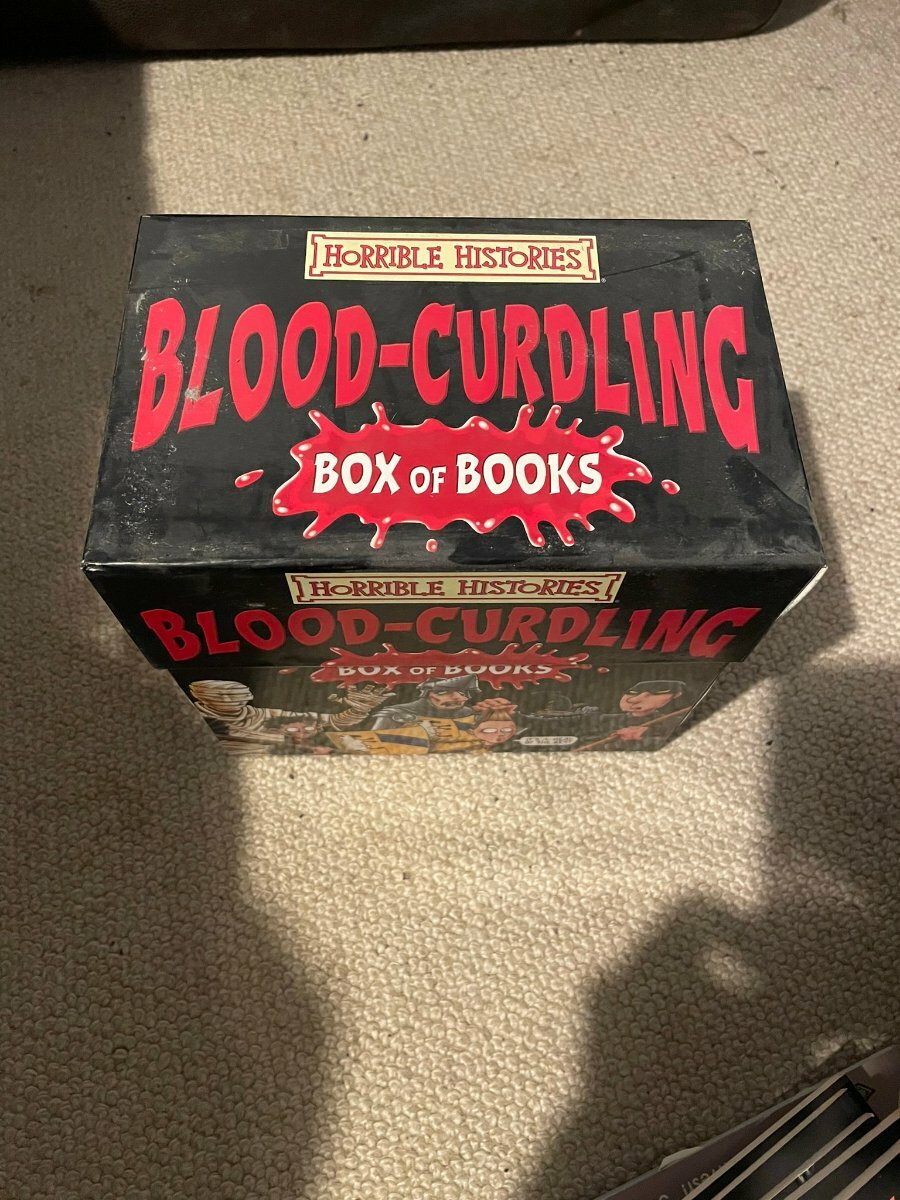 HORRIBLE HISTORIES
BLOOD-CURDLING
BOX OF BOOKS
HORRIBLE HISTORIES
BLOOD-CURDLING
BOX OF BOOKS